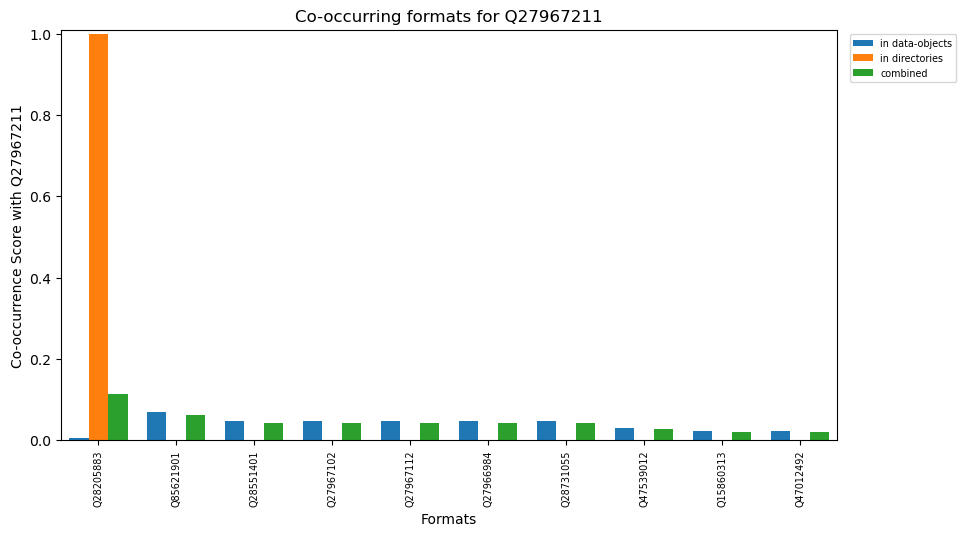 Co-occurring formats for Q27967211
Co-occurrence Score with Q27967211
1.0
0.8
0.6
0.4
0.2
0.0
Q28205883
Q85621901
Q28551401
Q27967102
Q27967112
Q27966984
Q28731055
Q47539012
Q15860313
Q47012492
Formats
in data-objects
in directories
combined